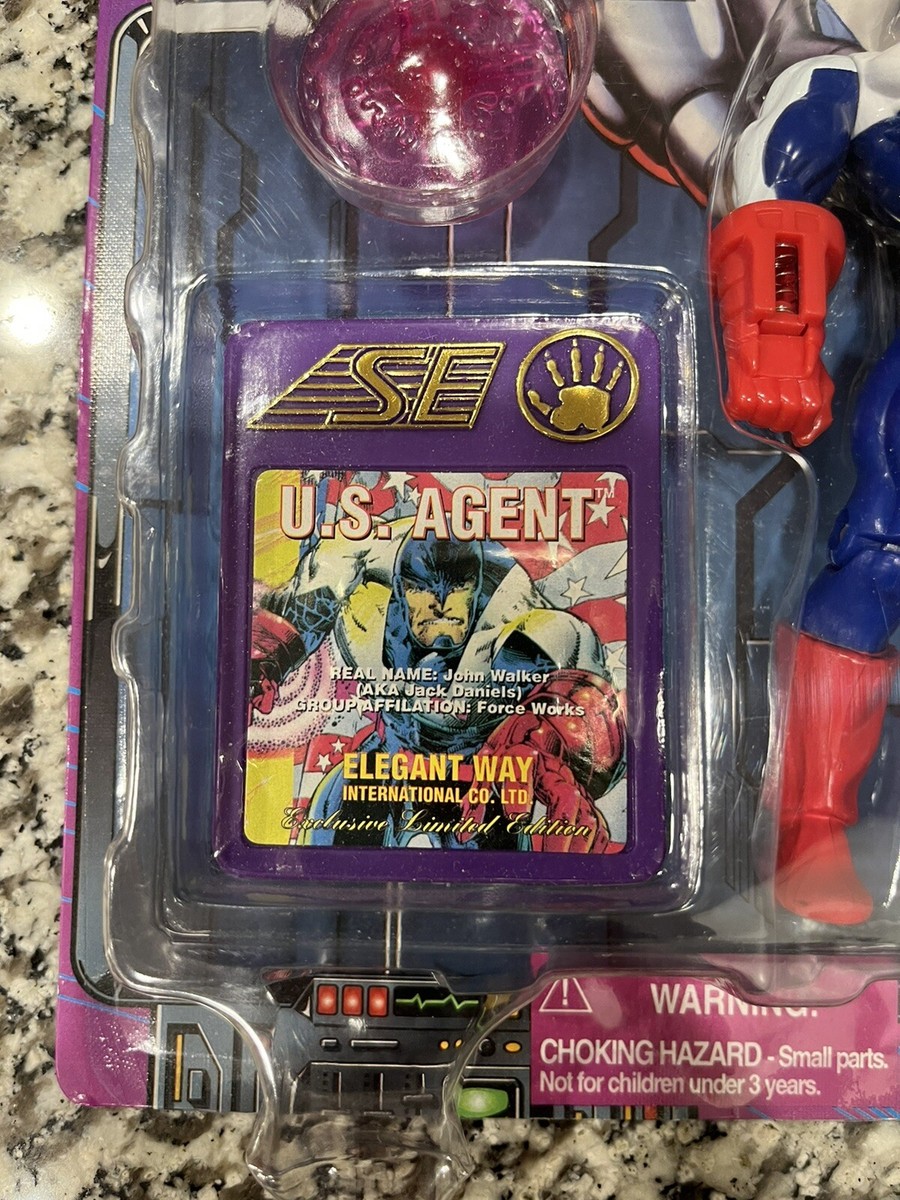 SE
U.S. AGENT™
REAL NAME: John Walker
(AKA Jack Daniels)
GROUP AFFILATION: Force Works
ELEGANT WAY
INTERNATIONAL CO. LTD.
Exclusive Limited Edition
WARNING:
CHOKING HAZARD - Small parts.
Not for children under 3 years.